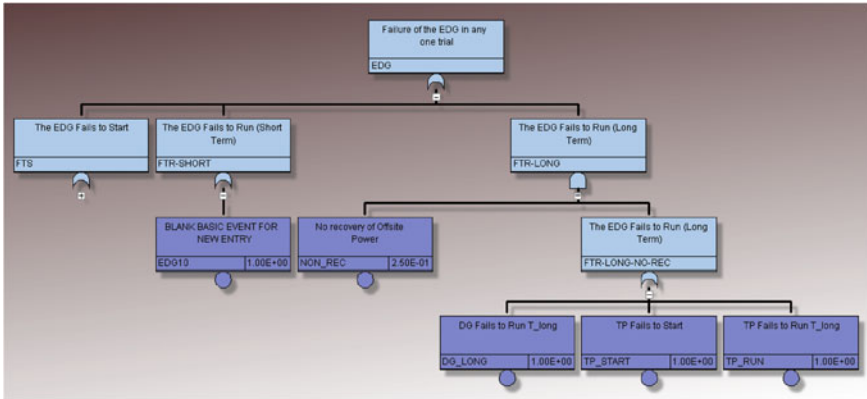 Failure of the EDG in any
one trial
EDG
The EDG Fails to Start
FTS
The EDG Fails to Run (Short
Term)
FTR-SHORT
The EDG Fails to Run (Long
Term)
FTR-LONG
BLANK BASIC EVENT FOR
NEW ENTRY
EDG10 1.00E+00
No recovery of Offsite
Power
NON_REC 2.50E-01
The EDG Fails to Run (Long
Term)
FTR-LONG-NO-REC
DG Fails to Run T_long
DG_LONG 1.00E+00
TP Fails to Start
TP_START 1.00E+00
TP Fails to Run T_long
TP_RUN 1.00E+00